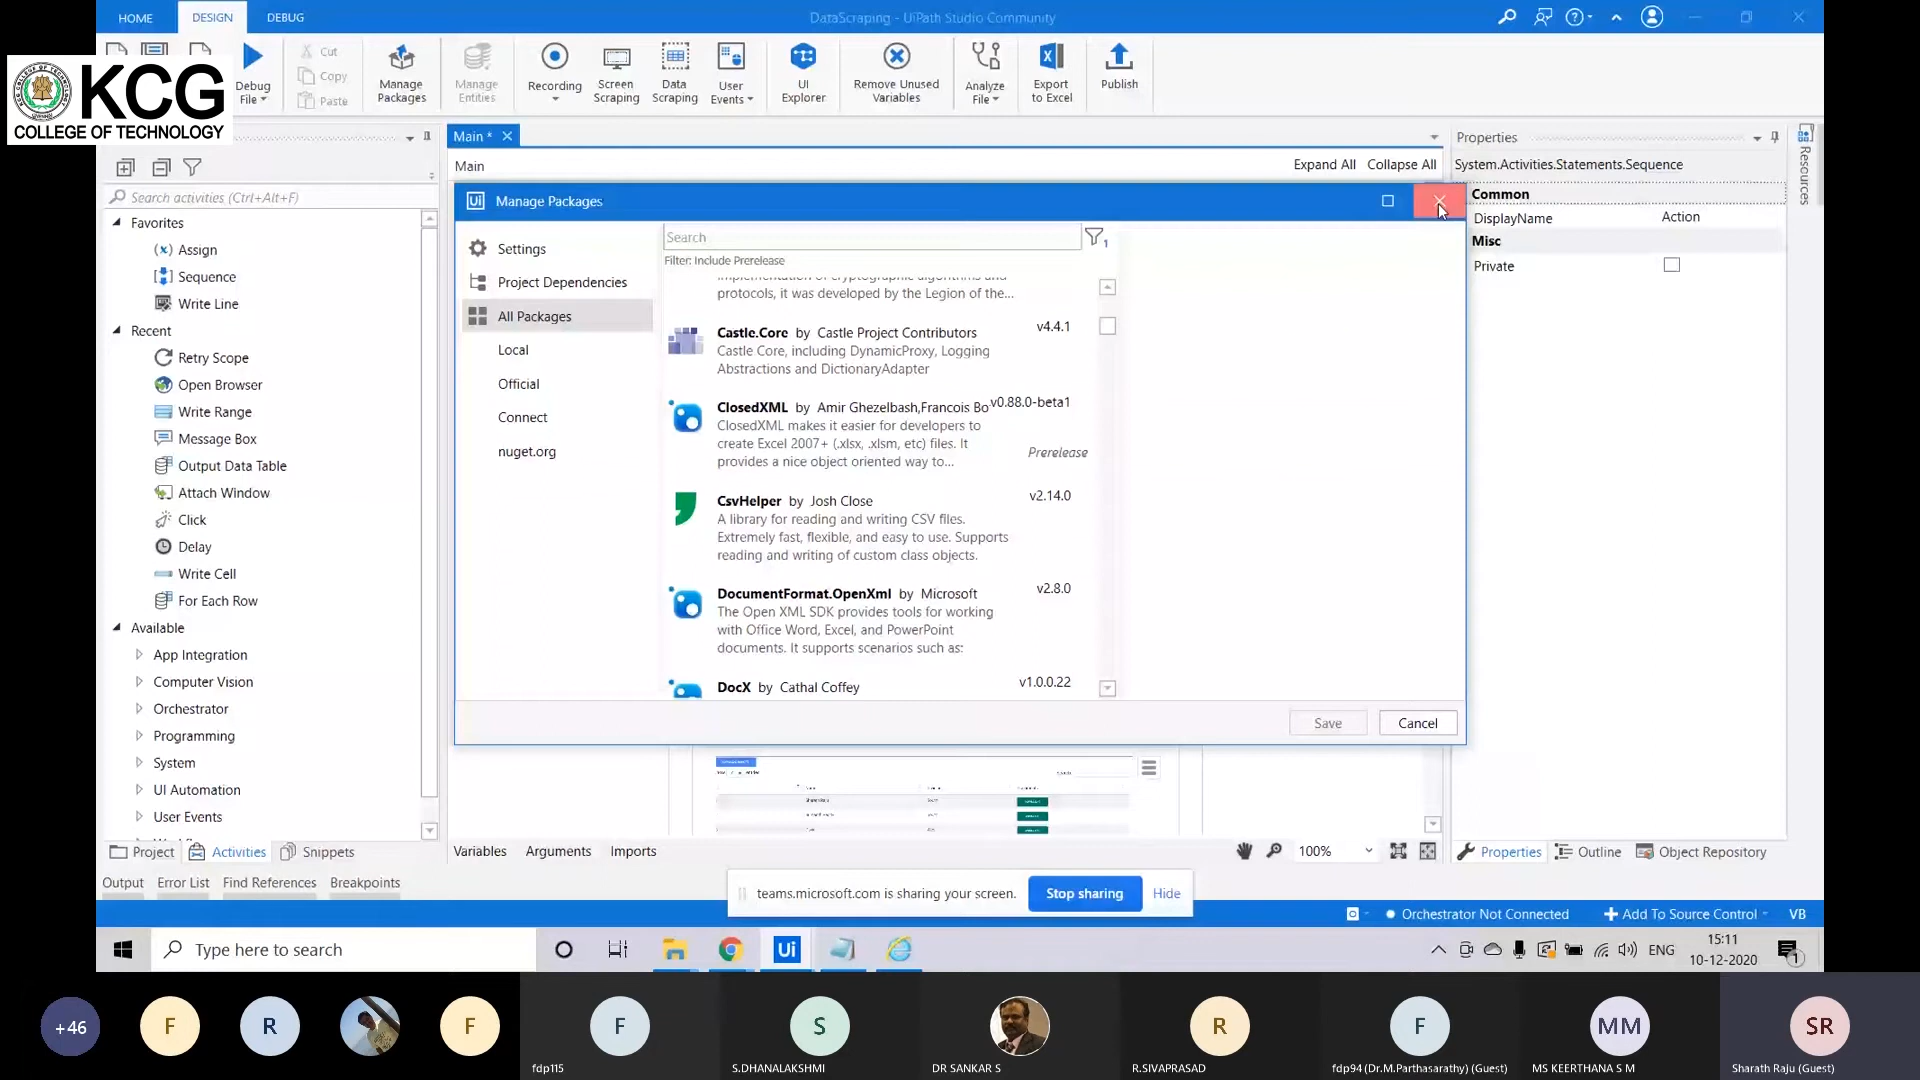 HOME
DESIGN
DEBUG
DataScraping - UiPath Studio Community
KCG
COLLEGE OF TECHNOLOGY
Debug File
Cut
Copy
Paste
Manage Packages
Manage Entities
Recording
Screen Scraping
Data Scraping
User Events
UI Explorer
Remove Unused Variables
Analyze File
Export to Excel
Publish
Search activities (Ctrl+Alt+F)
Favorites
Assign
Sequence
Write Line
Recent
Retry Scope
Open Browser
Write Range
Message Box
Output Data Table
Attach Window
Click
Delay
Write Cell
For Each Row
Available
App Integration
Computer Vision
Orchestrator
Programming
System
UI Automation
User Events
Project
Activities
Snippets
Output
Error List
Find References
Breakpoints
Main *
Main
Expand All
Collapse All
Ui
Manage Packages
Settings
Project Dependencies
All Packages
Local
Official
Connect
nuget.org
Search
1
Filter: Include Prerelease
protocols, it was developed by the Legion of the...
Castle.Core by Castle Project Contributors
v4.4.1
Castle Core, including DynamicProxy, Logging
Abstractions and DictionaryAdapter
ClosedXML by Amir Ghezelbash,Francois Bo
v0.88.0-beta1
ClosedXML makes it easier for developers to
create Excel 2007+ (.xlsx, .xlsm, etc) files. It
provides a nice object oriented way to...
Prerelease
CsvHelper by Josh Close
v2.14.0
A library for reading and writing CSV files.
Extremely fast, flexible, and easy to use. Supports
reading and writing of custom class objects.
DocumentFormat.OpenXml by Microsoft
v2.8.0
The Open XML SDK provides tools for working
with Office Word, Excel, and PowerPoint
documents. It supports scenarios such as:
DocX by Cathal Coffey
v1.0.0.22
Save
Cancel
Variables
Arguments
Imports
100%
Properties
System.Activities.Statements.Sequence
Common
DisplayName
Action
Misc
Private
Resources
Properties
Outline
Object Repository
teams.microsoft.com is sharing your screen.
Stop sharing
Hide
Orchestrator Not Connected
Add To Source Control
VB
Type here to search
Ui
ENG
15:11
10-12-2020
1
+46
F
R
F
F
fdp115
S
S.DHANALAKSHMI
DR SANKAR S
R
R.SIVAPRASAD
F
fdp94 (Dr.M.Parthasarathy) (Guest)
MM
MS KEERTHANA S M
SR
Sharath Raju (Guest)